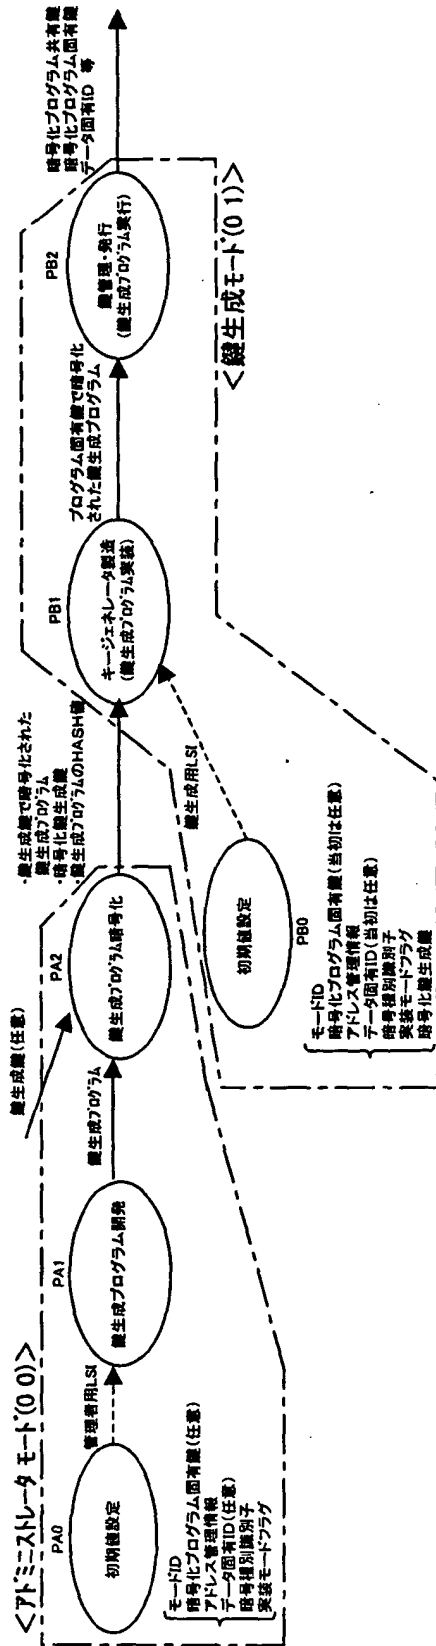 <アドミニストレータ モード(0 0)>
PA0
初期値設定
モードID
暗号化プログラム固有鍵(任意)
アドレス管理情報
データ固有ID(任意)
暗号種別識別子
実装モードフラグ
管理者用LSI
PA1
鍵生成プログラム開発
鍵生成プログラム
鍵生成鍵(任意)
PA2
鍵生成プログラム暗号化
・鍵生成鍵で暗号化された
鍵生成プログラム
・暗号化鍵生成鍵
・鍵生成プログラムのHASH値
PB0
初期値設定
モードID
暗号化プログラム固有鍵(当初は任意)
アドレス管理情報
データ固有ID(当初は任意)
暗号種別識別子
実装モードフラグ
暗号化鍵生成鍵
鍵生成用LSI
PB1
キージェネレータ製造
(鍵生成プログラム実装)
プログラム固有鍵で暗号化
された鍵生成プログラム
PB2
鍵管理・発行
(鍵生成プログラム実行)
<鍵生成モード(0 1)>
暗号化プログラム共有鍵
暗号化プログラム固有鍵
データ固有ID 等